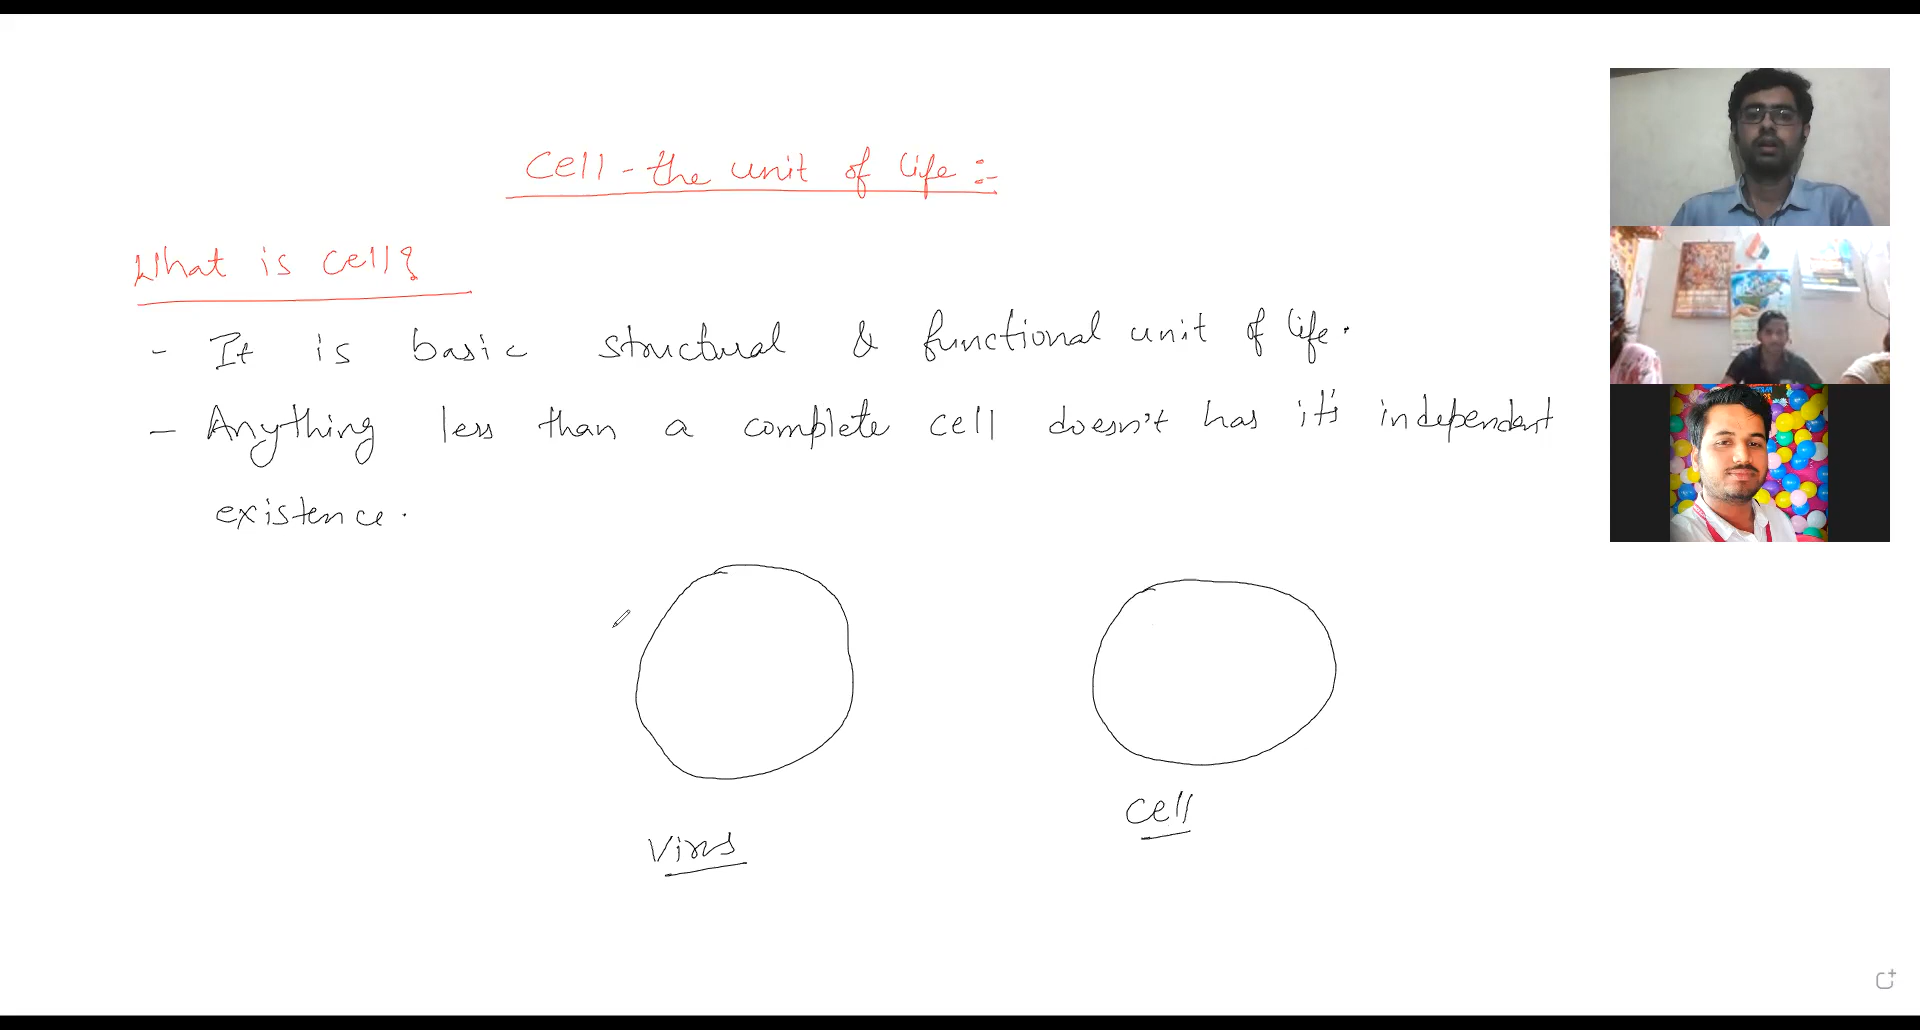 Cell - the unit of life :-
What is cell?
- It is basic structural & functional unit of life.
- Anything less than a complete cell doesn't has it's independent
existence.
Cell
Virus